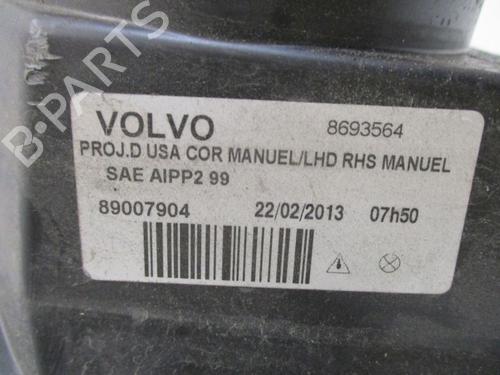 VOLVO 8693564
PROJ.D USA COR MANUEL/LHD RHS MANUEL
SAE AIPP2 99
89007904 22/02/2013 07h50
B-PARTS